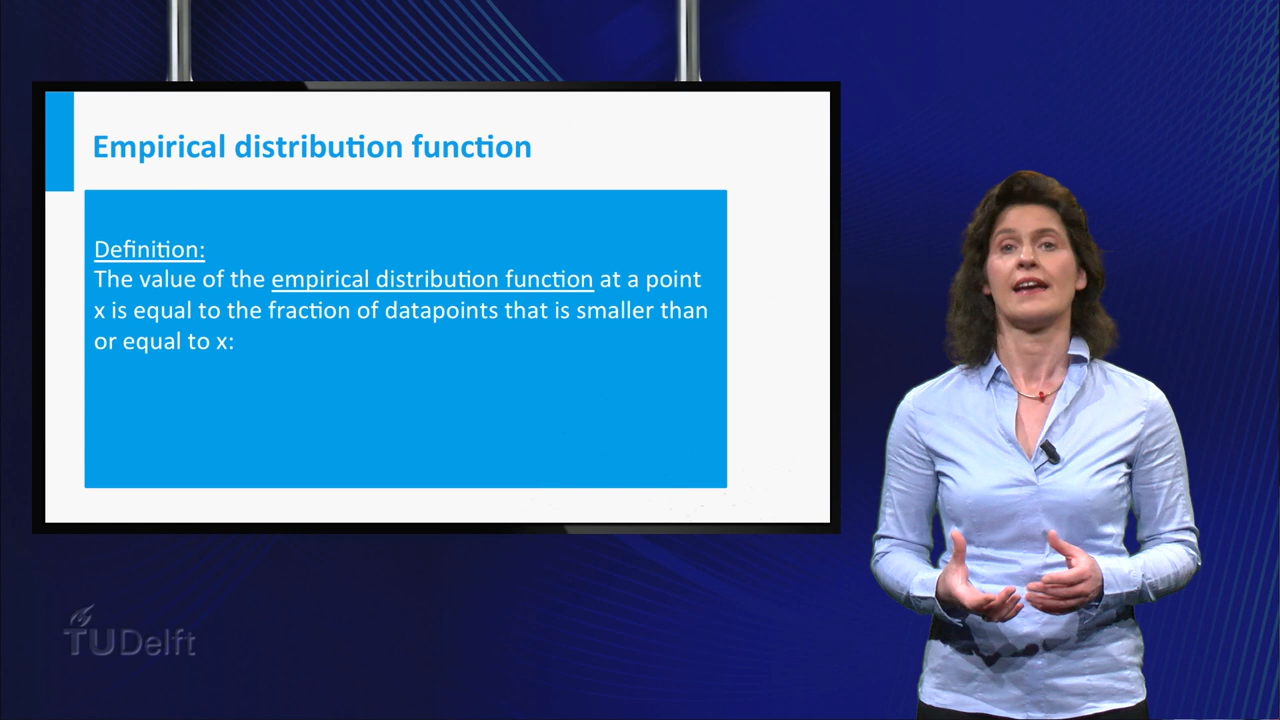 Empirical distribution function
Definition:
The value of the empirical distribution function at a point
x is equal to the fraction of datapoints that is smaller than
or equal to x:
TUDelft